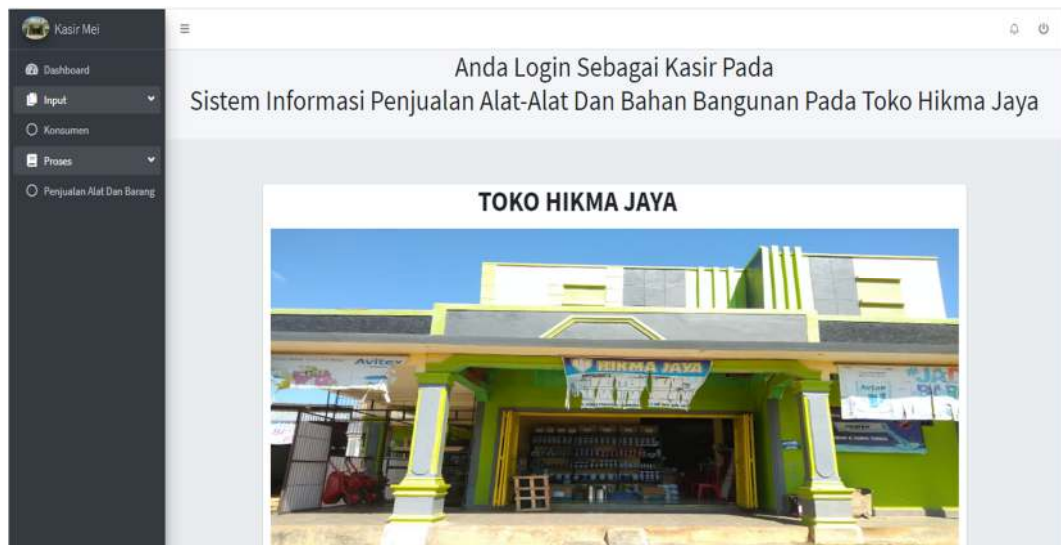 Kasir Mei
Dashboard
Input
Konsumen
Proses
Penjualan Alat Dan Barang
Anda Login Sebagai Kasir Pada
Sistem Informasi Penjualan Alat-Alat Dan Bahan Bangunan Pada Toko Hikma Jaya
TOKO HIKMA JAYA
Avitex
HIKMA JAYA